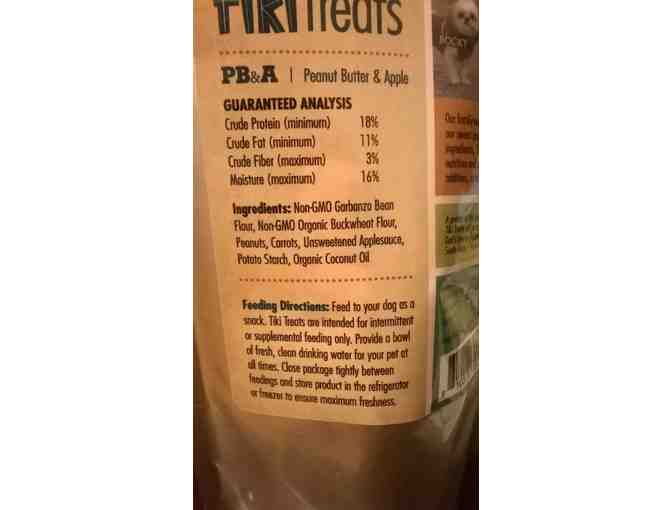 TIKI Treats
PB&A | Peanut Butter & Apple
GUARANTEED ANALYSIS
Crude Protein (minimum) 18%
Crude Fat (minimum) 11%
Crude Fiber (maximum) 3%
Moisture (maximum) 16%
Ingredients: Non-GMO Garbanzo Bean
Flour, Non-GMO Organic Buckwheat Flour,
Peanuts, Carrots, Unsweetened Applesauce,
Potato Starch, Organic Coconut Oil
Feeding Directions: Feed to your dog as a
snack. Tiki Treats are intended for intermittent
or supplemental feeding only. Provide a bowl
of fresh, clean drinking water for your pet at
all times. Close package tightly between
feedings and store product in the refrigerator
or freezer to ensure maximum freshness.
ROCKY